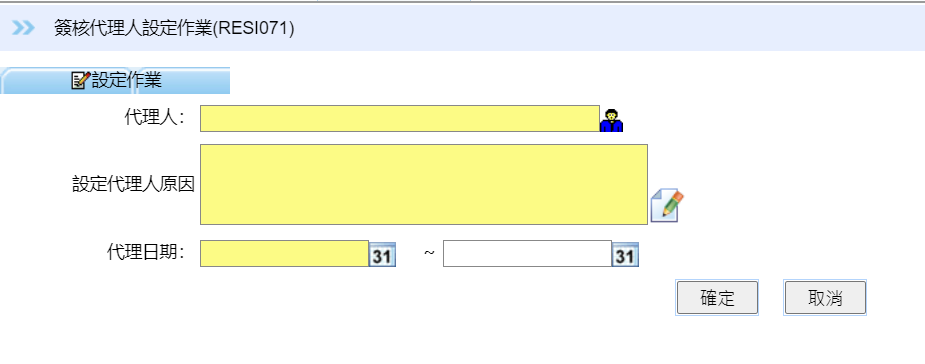 簽核代理人設定作業(RESI071)
設定作業
代理人:
設定代理人原因
代理日期: 31 ~ 31
確定 取消